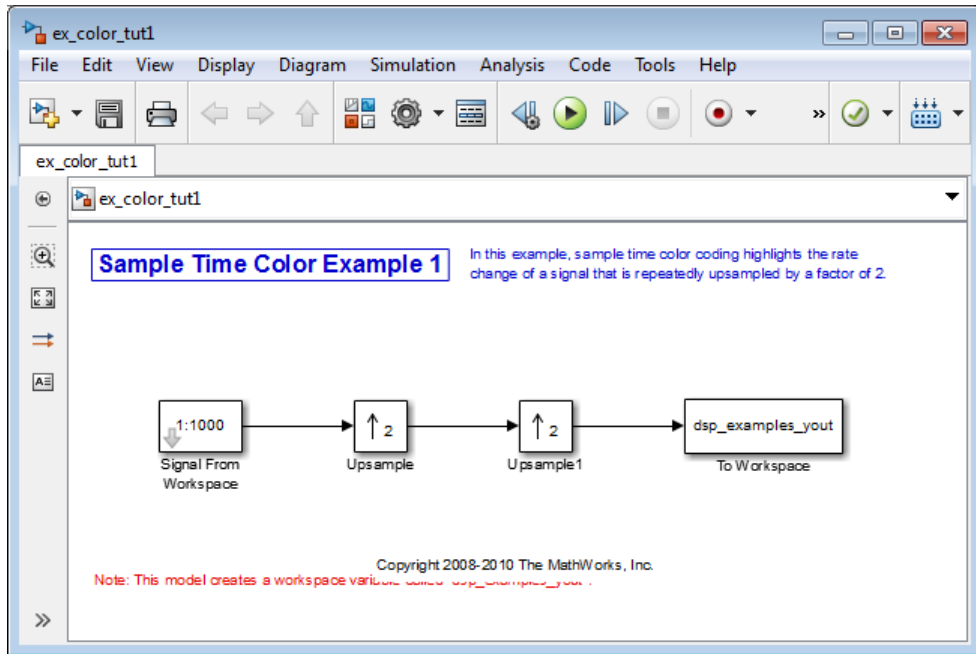 ex_color_tut1
File Edit View Display Diagram Simulation Analysis Code Tools Help
ex_color_tut1
ex_color_tut1
Sample Time Color Example 1
In this example, sample time color coding highlights the rate
change of a signal that is repeatedly upsampled by a factor of 2.
1:1000
2
2
dsp_examples_yout
Signal From
Workspace
Upsample
Upsample1
To Workspace
Copyright 2008-2010 The MathWorks, Inc.
Note: This model creates a workspace variable called "dsp_examples_yout".